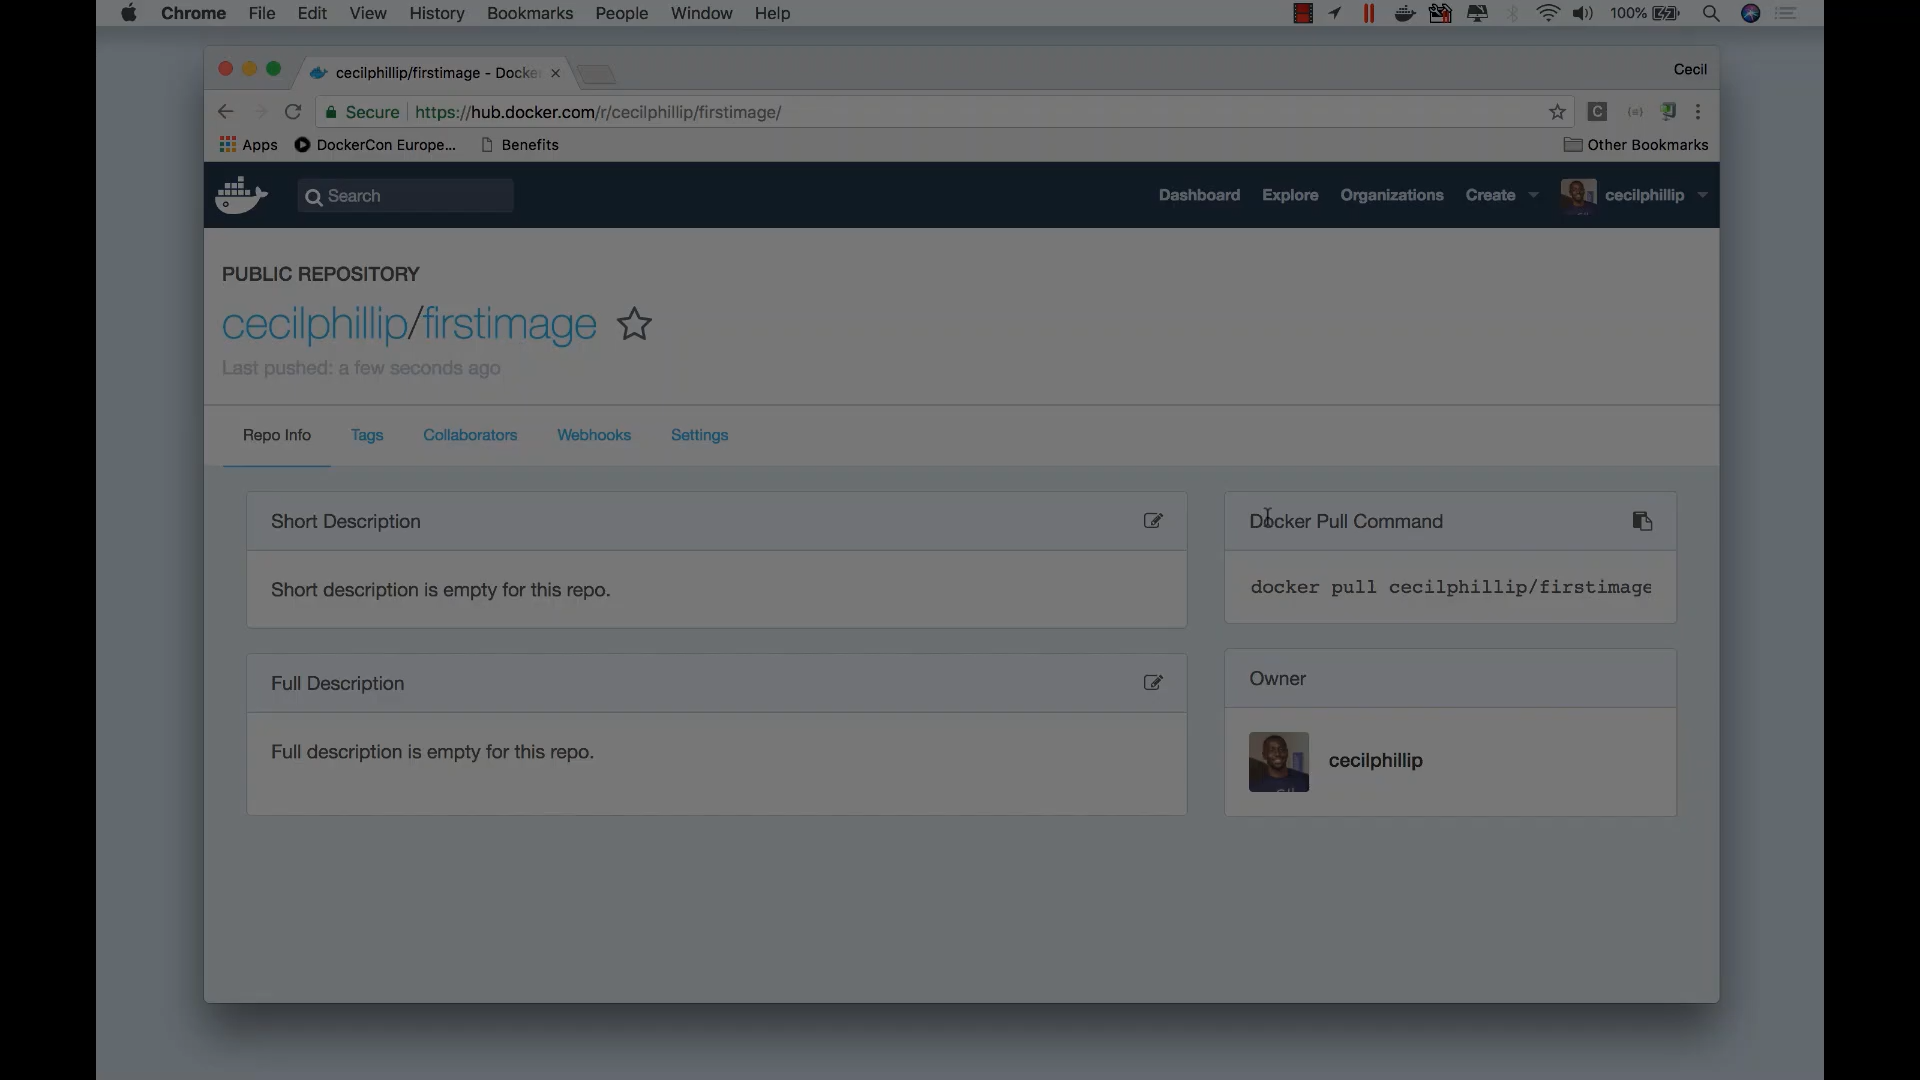 Chrome File Edit View History Bookmarks People Window Help 100%
cecilphillip/firstimage - Docke
Cecil
Secure https://hub.docker.com/r/cecilphillip/firstimage/
Apps DockerCon Europe... Benefits Other Bookmarks
Search Dashboard Explore Organizations Create cecilphillip
PUBLIC REPOSITORY
cecilphillip/firstimage
Last pushed: a few seconds ago
Repo Info Tags Collaborators Webhooks Settings
Short Description
Short description is empty for this repo.
Full Description
Full description is empty for this repo.
Docker Pull Command
docker pull cecilphillip/firstimage
Owner
cecilphillip